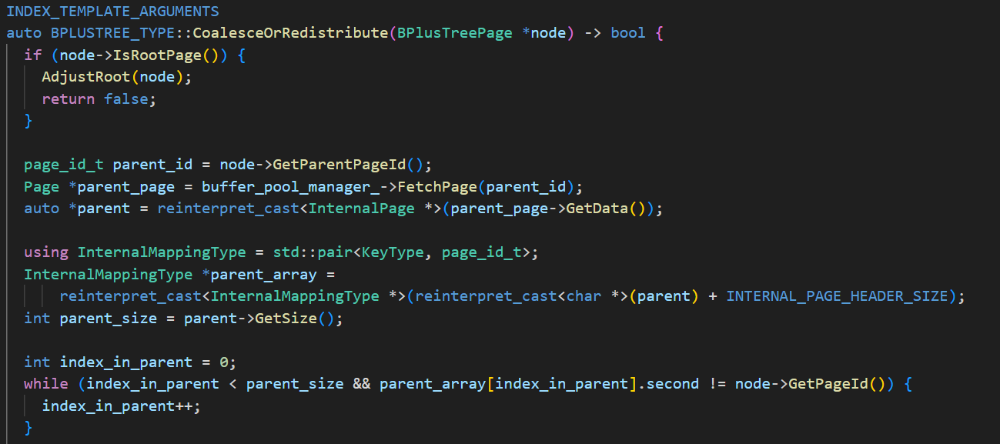 INDEX_TEMPLATE_ARGUMENTS
auto BPLUSTREE_TYPE::CoalesceOrRedistribute(BPlusTreePage *node) -> bool {
  if (node->IsRootPage()) {
    AdjustRoot(node);
    return false;
  }

  page_id_t parent_id = node->GetParentPageId();
  Page *parent_page = buffer_pool_manager_->FetchPage(parent_id);
  auto *parent = reinterpret_cast<InternalPage *>(parent_page->GetData());

  using InternalMappingType = std::pair<KeyType, page_id_t>;
  InternalMappingType *parent_array =
      reinterpret_cast<InternalMappingType *>(reinterpret_cast<char *>(parent) + INTERNAL_PAGE_HEADER_SIZE);
  int parent_size = parent->GetSize();

  int index_in_parent = 0;
  while (index_in_parent < parent_size && parent_array[index_in_parent].second != node->GetPageId()) {
    index_in_parent++;
  }